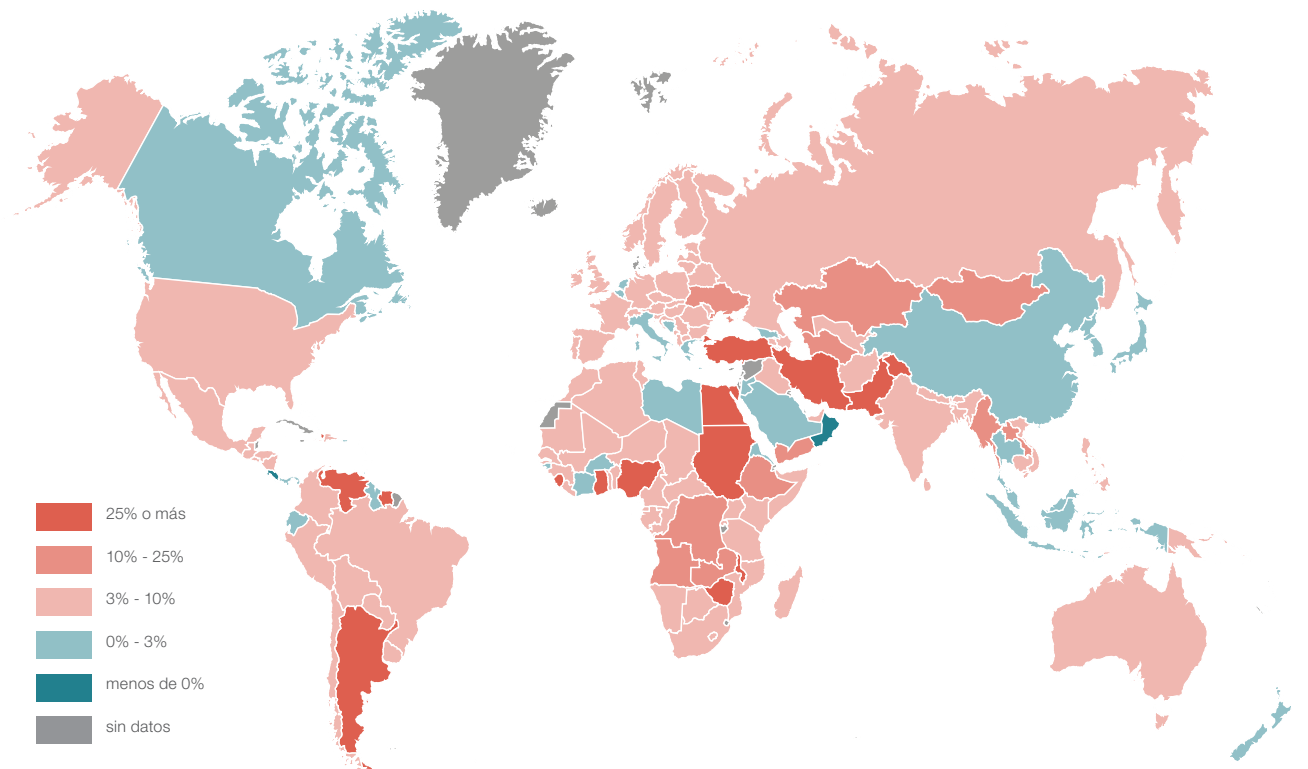 25% o más
10% - 25%
3% - 10%
0% - 3%
menos de 0%
sin datos